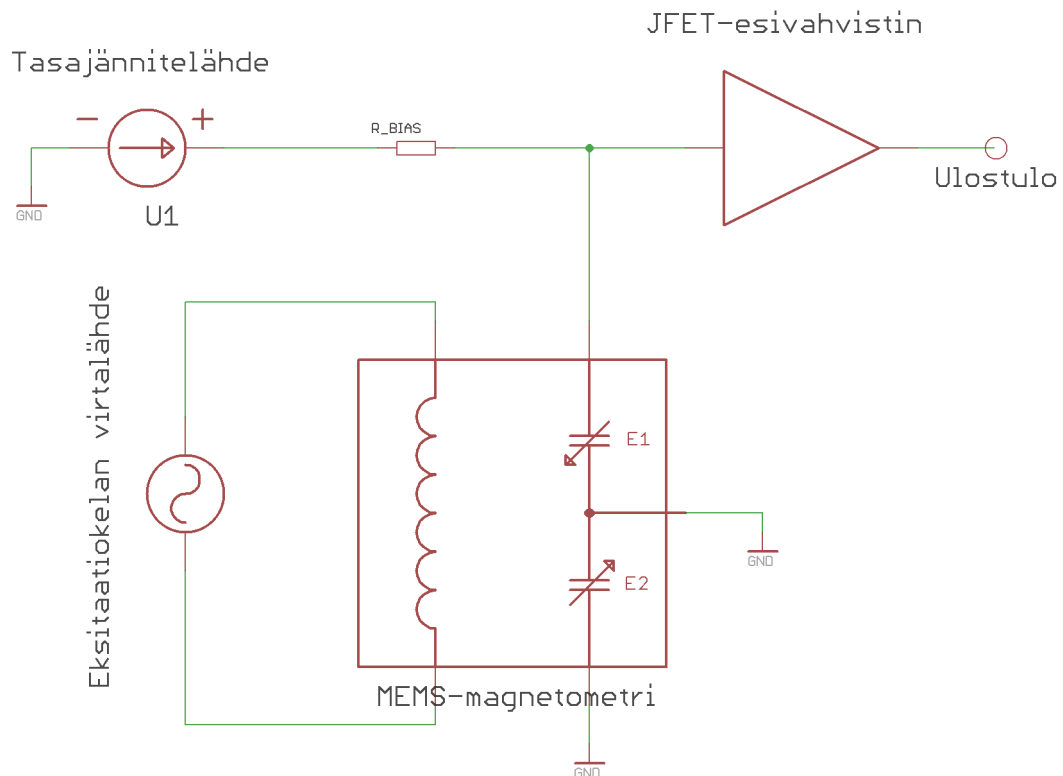 JFET-esivahvistin
Tasajännitelähde
- +
R_BIAS
Ulostulo
GND
U1
Eksitaatiokelan virtalähde
E1
GND
E2
MEMS-magnetometri
GND